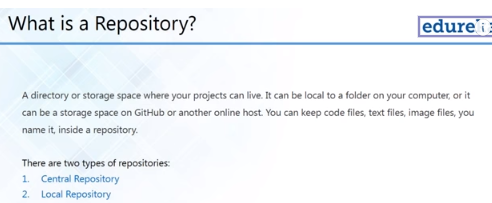 What is a Repository?
edure
A directory or storage space where your projects can live. It can be local to a folder on your computer, or it
can be a storage space on GitHub or another online host. You can keep code files, text files, image files, you
name it, inside a repository.
There are two types of repositories:
1. Central Repository
2. Local Repository